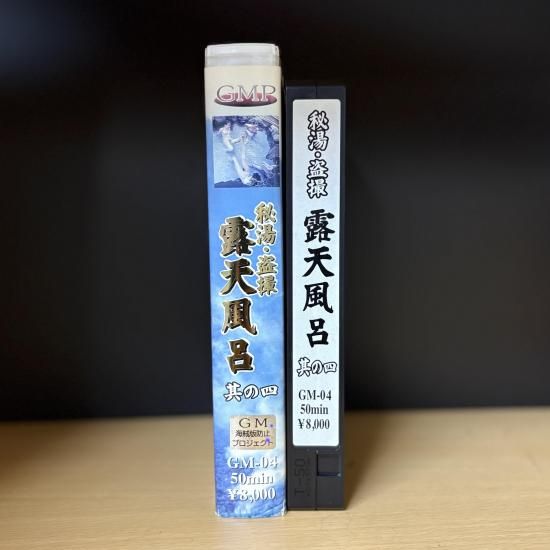 GMP
秘湯・盗撮
露天風呂
其の四
GM
海賊版防止
プロジェクト
GM-04
50min
¥8,000
秘湯・盗撮
露天風呂
其の四
GM-04
50min
¥8,000
T-50